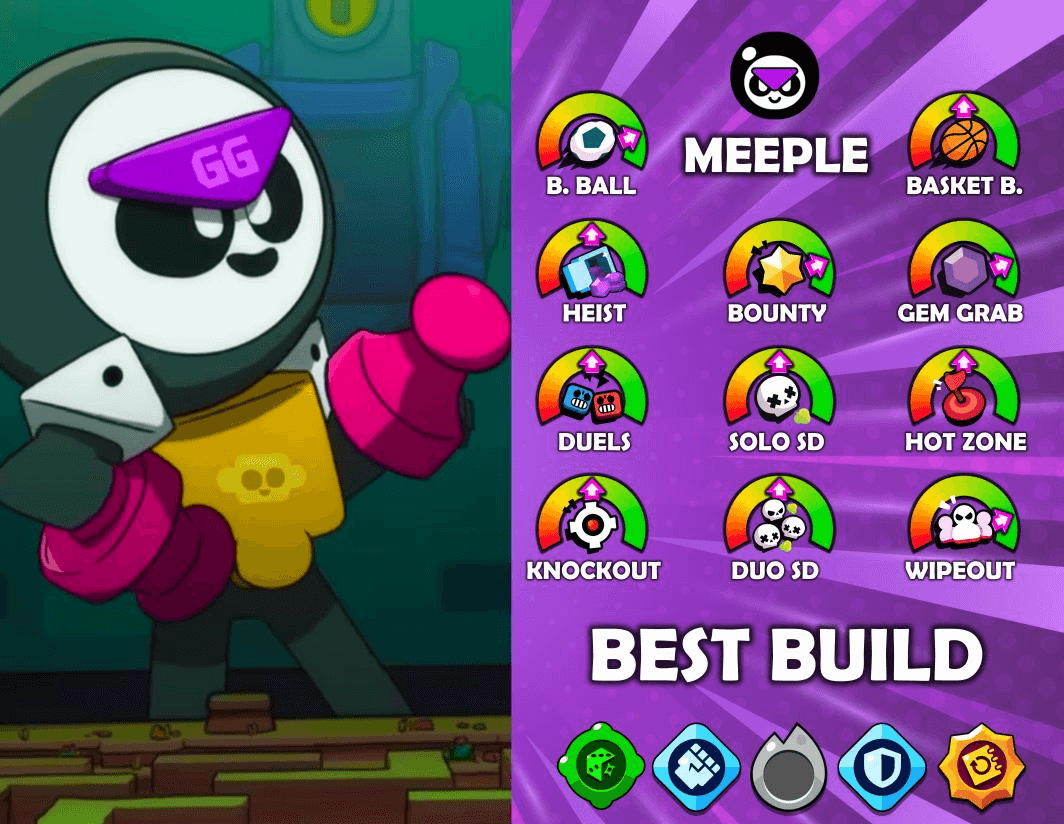 GG
MEEPLE
B. BALL
BASKET B.
HEIST
BOUNTY
GEM GRAB
DUELS
SOLO SD
HOT ZONE
KNOCKOUT
DUO SD
WIPEOUT
BEST BUILD